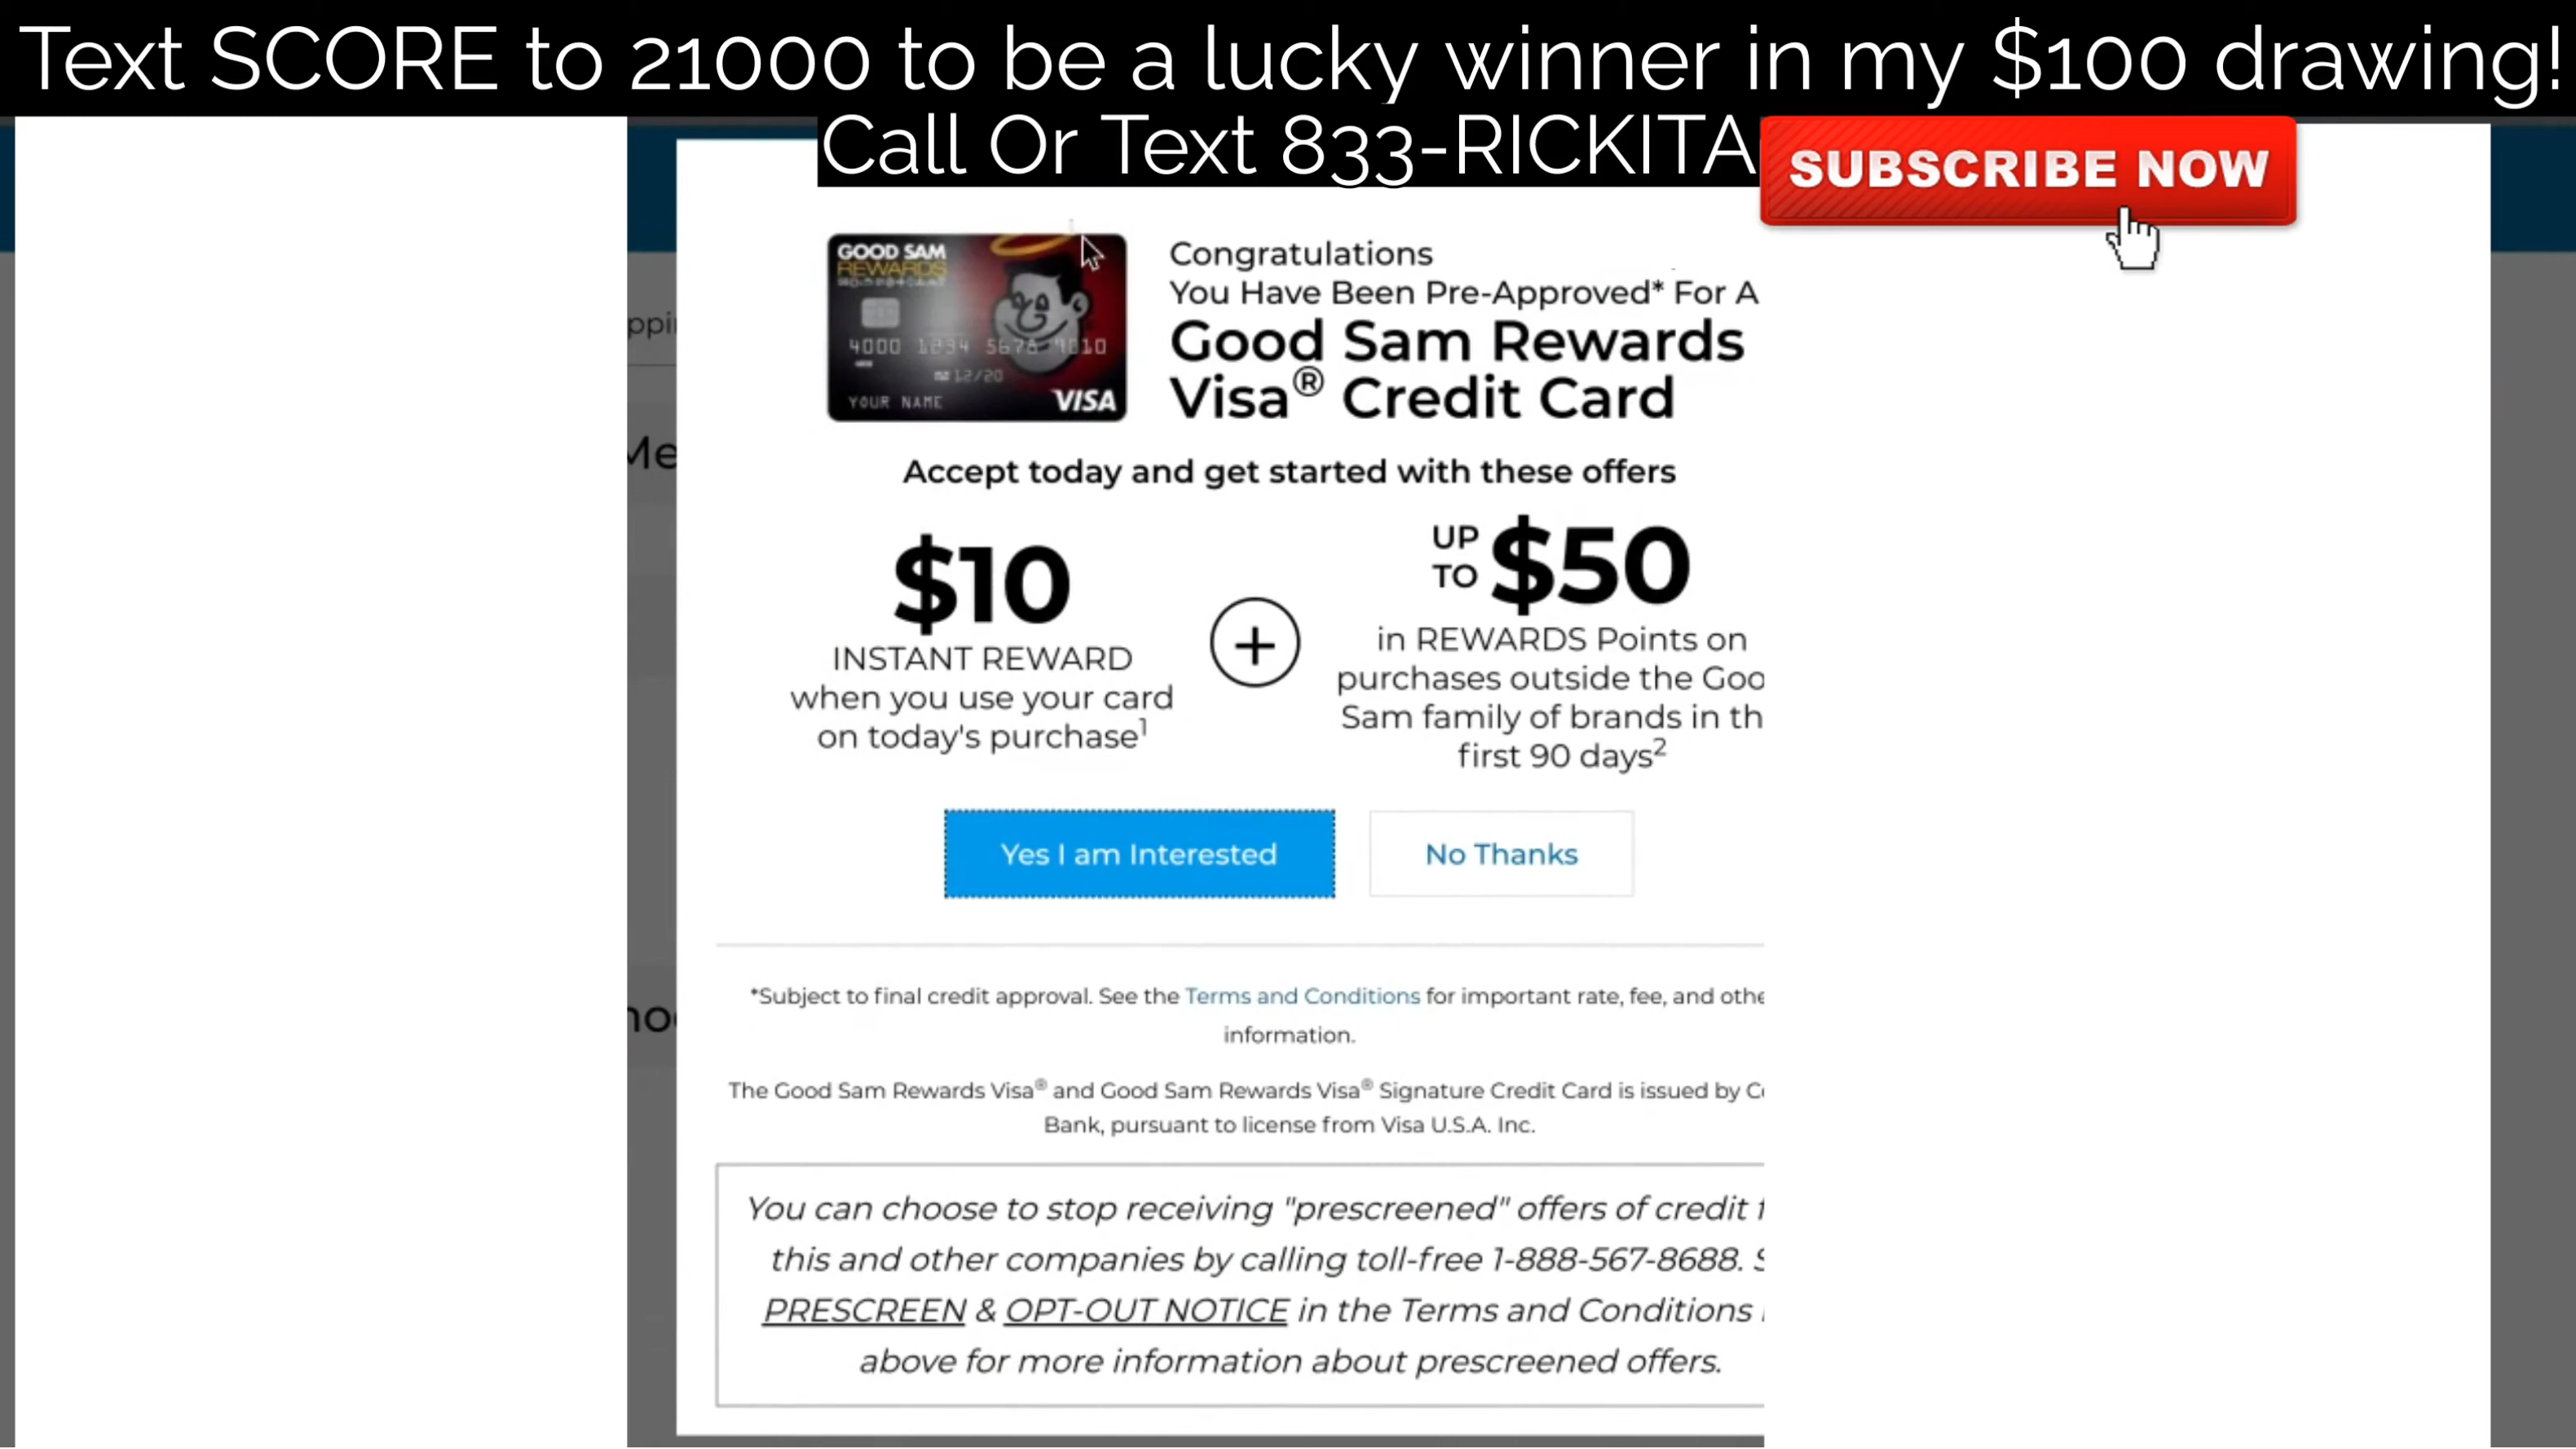 Text SCORE to 21000 to be a lucky winner in my $100 drawing!
Call Or Text 833-RICKITA
SUBSCRIBE NOW
GOOD SAM
REWARDS
4000 1234 5678 9010
12/20
YOUR NAME
VISA
Congratulations
You Have Been Pre-Approved* For A
Good Sam Rewards
Visa® Credit Card
Accept today and get started with these offers
$10
INSTANT REWARD
when you use your card
on today's purchase1
UP TO $50
in REWARDS Points on
purchases outside the Goo
Sam family of brands in th
first 90 days2
Yes I am Interested
No Thanks
ppi
Me
*Subject to final credit approval. See the Terms and Conditions for important rate, fee, and othe
information.
The Good Sam Rewards Visa® and Good Sam Rewards Visa® Signature Credit Card is issued by C
Bank, pursuant to license from Visa U.S.A. Inc.
You can choose to stop receiving "prescreened" offers of credit f
this and other companies by calling toll-free 1-888-567-8688. S
PRESCREEN & OPT-OUT NOTICE in the Terms and Conditions
above for more information about prescreened offers.